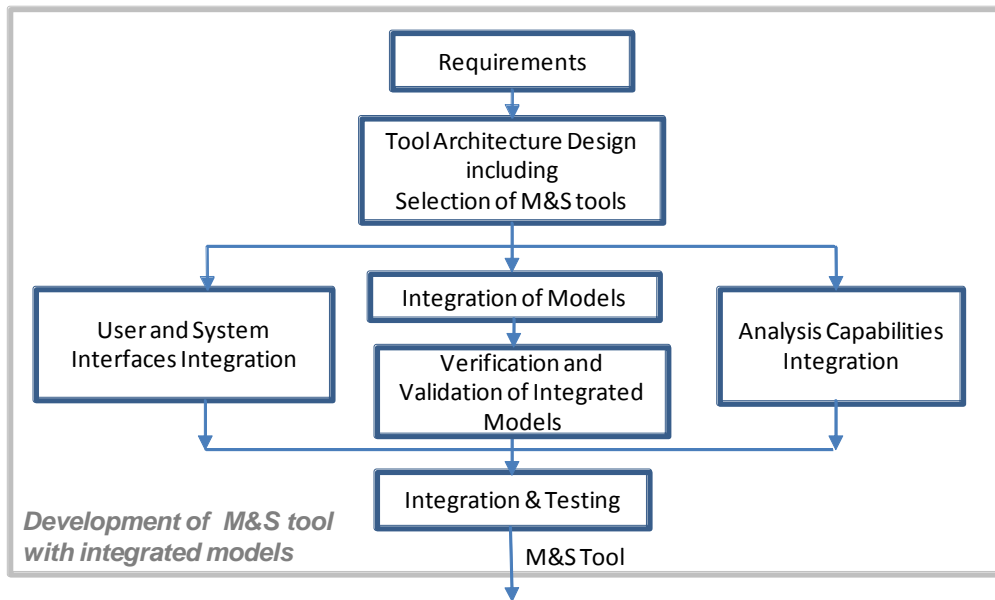 Requirements
Tool Architecture Design
including
Selection of M&S tools
Integration of Models
User and System
Interfaces Integration
Analysis Capabilities
Integration
Verification and
Validation of Integrated
Models
Integration & Testing
Development of M&S tool
with integrated models
M&S Tool